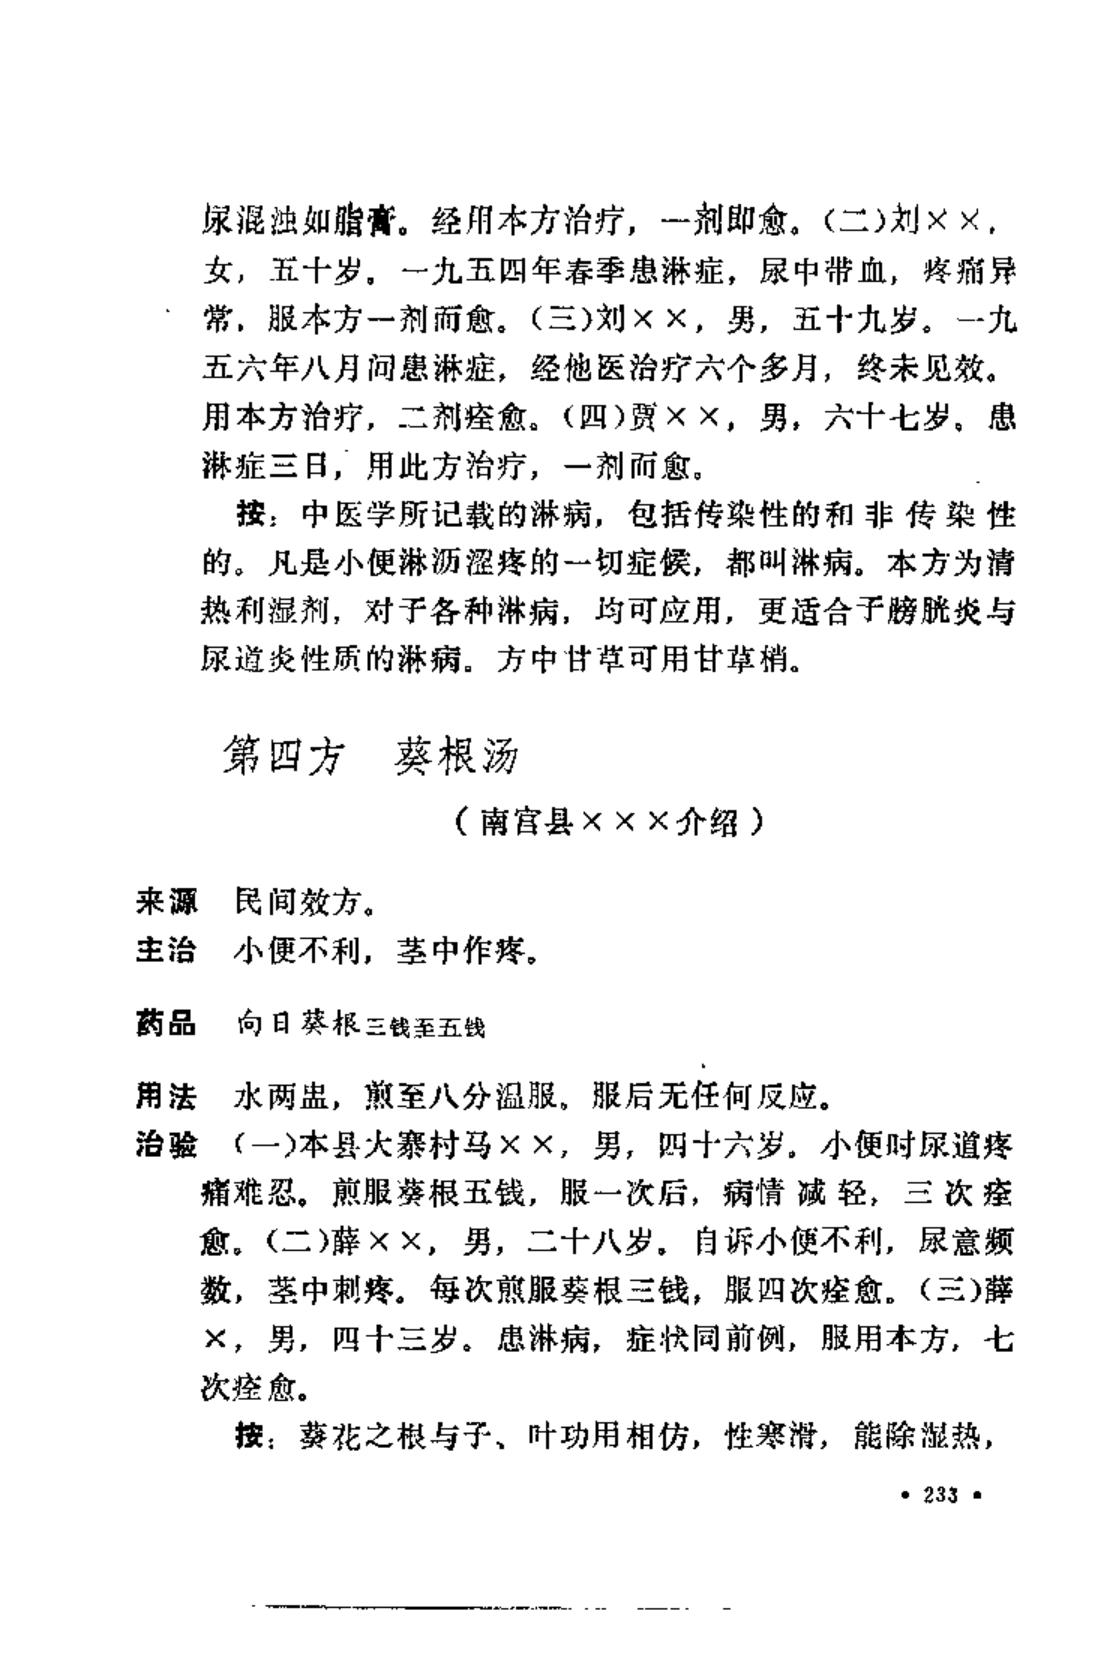 尿混浊如脂膏。经用本方治疗，一剂即愈。（二）刘××，
女，五十岁。一九五四年春季患淋症，尿中带血，疼痛异
常，服本方一剂而愈。（三）刘××，男，五十九岁。一九
五六年八月间患淋症，经他医治疗六个多月，终未见效。
用本方治疗，二剂痊愈。（四）贾××，男，六十七岁。患
淋症三日，用此方治疗，一剂而愈。
按：中医学所记载的淋病，包括传染性的和非传染性
的。凡是小便淋沥涩疼的一切症候，都叫淋病。本方为清
热利湿剂，对于各种淋病，均可应用，更适合于膀胱炎与
尿道炎性质的淋病。方中甘草可用甘草梢。
第四方 葵根汤
（南宫县×××介绍）
来源 民间效方。
主治 小便不利，茎中作疼。
药品 向日葵根三钱至五钱
用法 水两盅，煎至八分温服。服后无任何反应。
治验 （一）本县大寨村马××，男，四十六岁。小便时尿道疼
痛难忍。煎服葵根五钱，服一次后，病情减轻，三次痊
愈。（二）薛××，男，二十八岁。自诉小便不利，尿意频
数，茎中刺疼。每次煎服葵根三钱，服四次痊愈。（三）薛
×，男，四十三岁。患淋病，症状同前例，服用本方，七
次痊愈。
按：葵花之根与子、叶功用相仿，性寒滑，能除湿热，
• 233 •